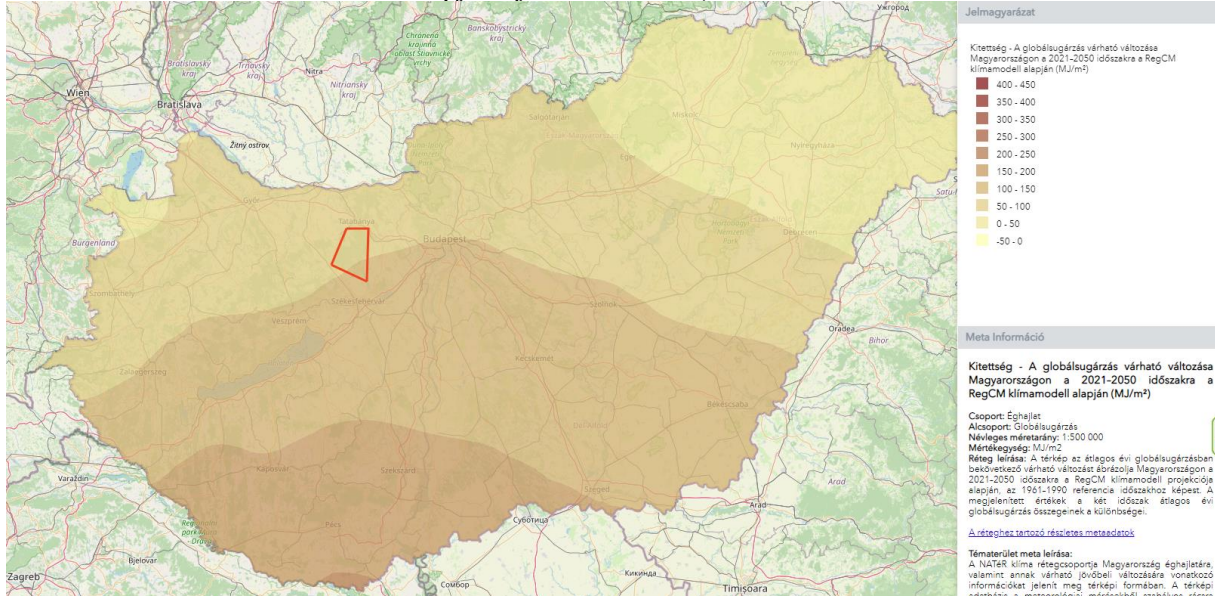 Ужгород
Banskobystrický
kraj
Chránená
krajinná
oblasť Štiavnické
vrchy
Bratislavský
kraj
Trnavský
kraj
Nitra
Nitriansky
kraj
Wien
Bratislava
Žitný ostrov
Salgótarján
Miskolc
Eger
Nyíregyháza
Győr
Satu
Tatabánya
Budapest
Debrecen
Burgenland
Szombathely
Székesfehérvár
Veszprém
Szolnok
Oradea
Bihor
Zalaegerszeg
Kecskemét
Békéscsaba
Kaposvár
Szekszárd
Varaždin
Szeged
Arad
Arad
Pécs
Суботица
Bjelovar
Zagreb
Сомбор
Кикинда
Timișoara
Jelmagyarázat
Kitettség - A globálsugárzás várható változása
Magyarországon a 2021-2050 időszakra a RegCM
klímamodell alapján (MJ/m²)
400 - 450
350 - 400
300 - 350
250 - 300
200 - 250
150 - 200
100 - 150
50 - 100
0 - 50
-50 - 0
Meta Információ
Kitettség - A globálsugárzás várható változása
Magyarországon a 2021-2050 időszakra a
RegCM klímamodell alapján (MJ/m²)
Csoport: Éghajlat
Alcsoport: Globálsugárzás
Névleges méretarány: 1:500 000
Mértékegység: MJ/m2
Réteg leírása: A térkép az átlagos évi globálsugárzásban
bekövetkező várható változást ábrázolja Magyarországon a
2021-2050 időszakra a RegCM klímamodell projekciója
alapján, az 1961-1990 referencia időszakhoz képest. A
megjelenített értékek a két időszak átlagos évi
globálsugárzás összegeinek a különbségei.
A réteghez tartozó részletes metaadatok
Tématerület meta leírása:
A NATéR klíma rétegcsoportja Magyarország éghajlatára,
valamint annak várható jövőbeli változására vonatkozó
információkat jelenít meg térképi formában. A térképi